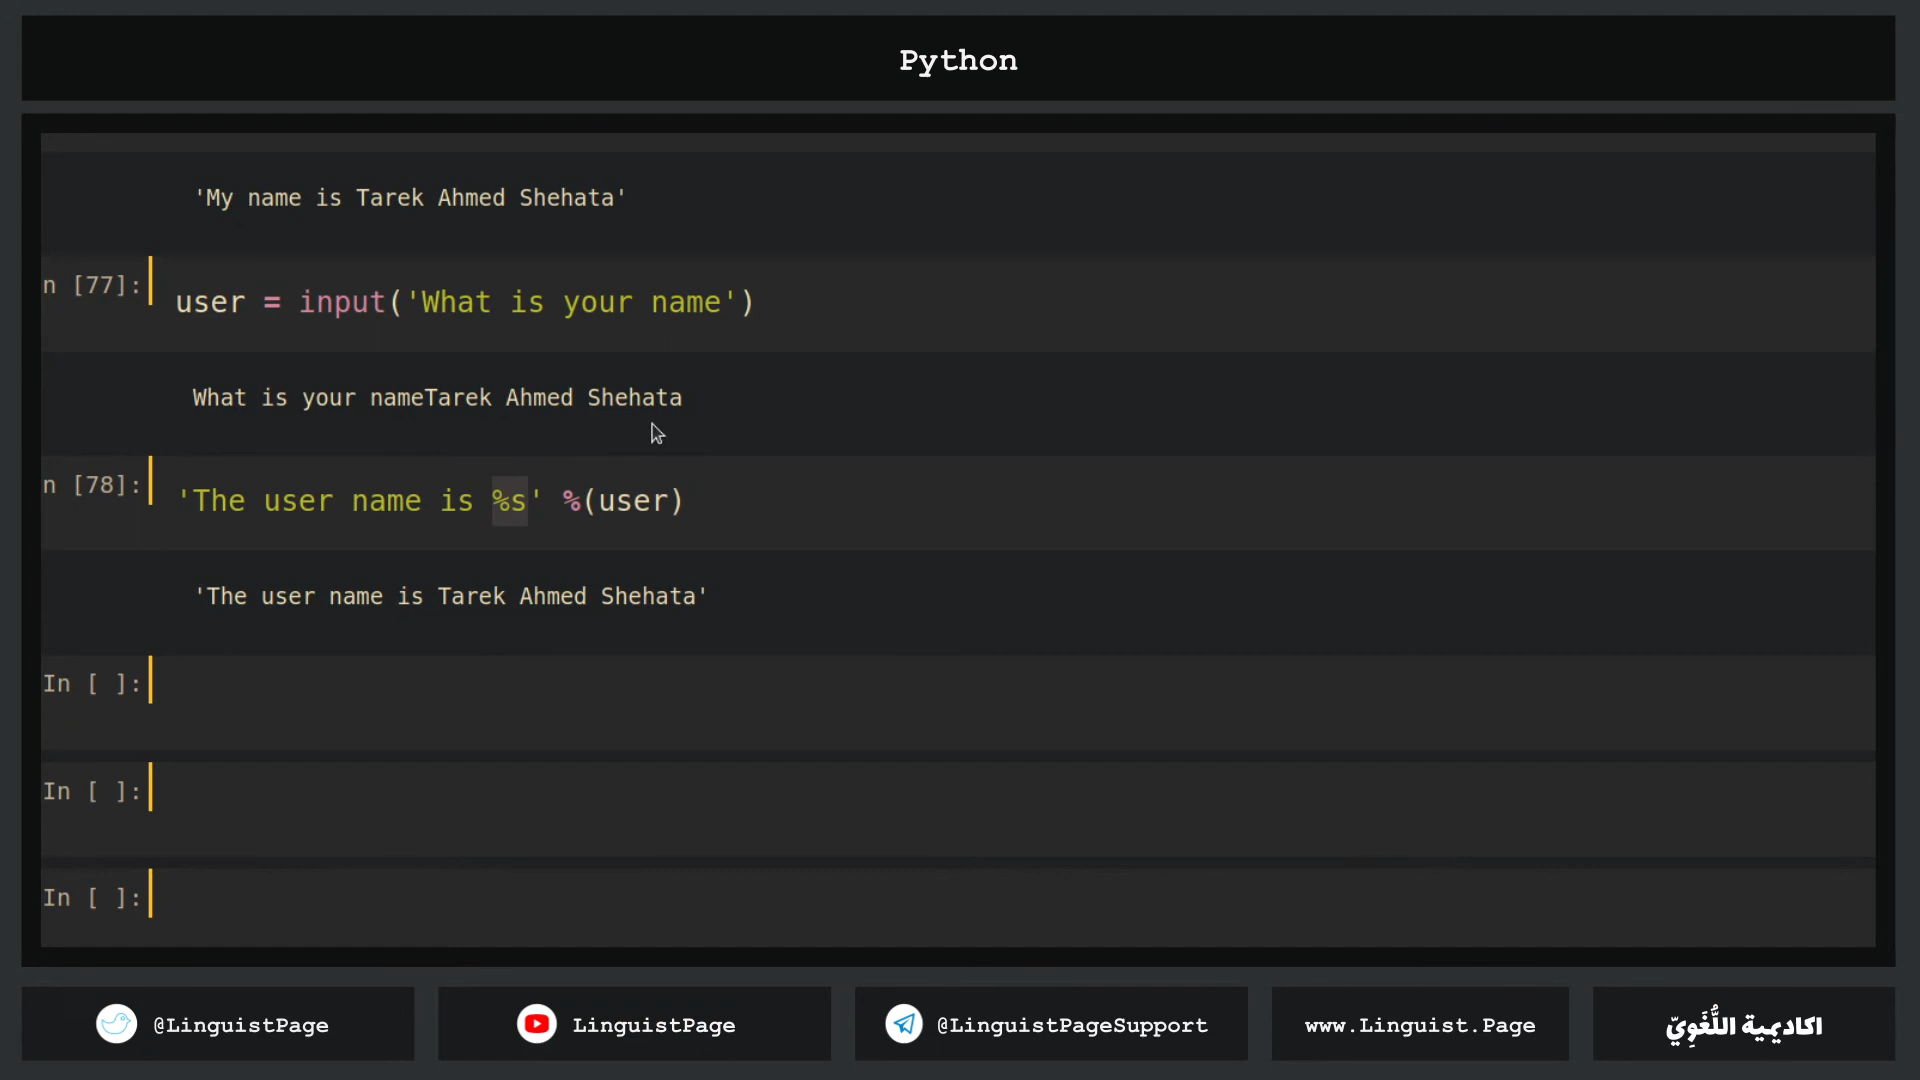 Python
'My name is Tarek Ahmed Shehata'
n [77]:
user = input('What is your name')
What is your nameTarek Ahmed Shehata
n [78]:
'The user name is %s' %(user)
'The user name is Tarek Ahmed Shehata'
In [ ]:
In [ ]:
In [ ]:
@LinguistPage
LinguistPage
@LinguistPageSupport
www.Linguist.Page
اكاديمية اللُّغَوِيّ